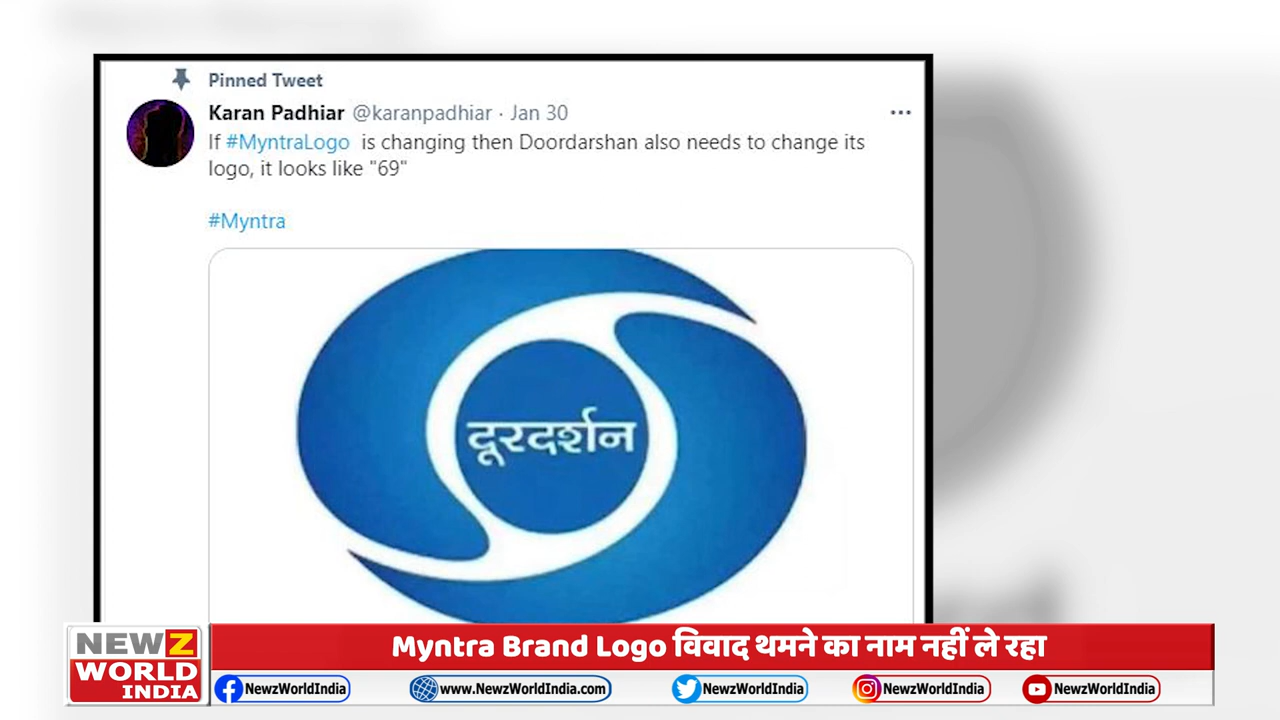 Pinned Tweet
Karan Padhiar @karanpadhiar · Jan 30
If #MyntraLogo is changing then Doordarshan also needs to change its
logo, it looks like "69"
#Myntra
दूरदर्शन
NEWZ
WORLD
INDIA
Myntra Brand Logo विवाद थमने का नाम नहीं ले रहा
NewzWorldIndia www.NewzWorldIndia.com NewzWorldIndia NewzWorldIndia NewzWorldIndia